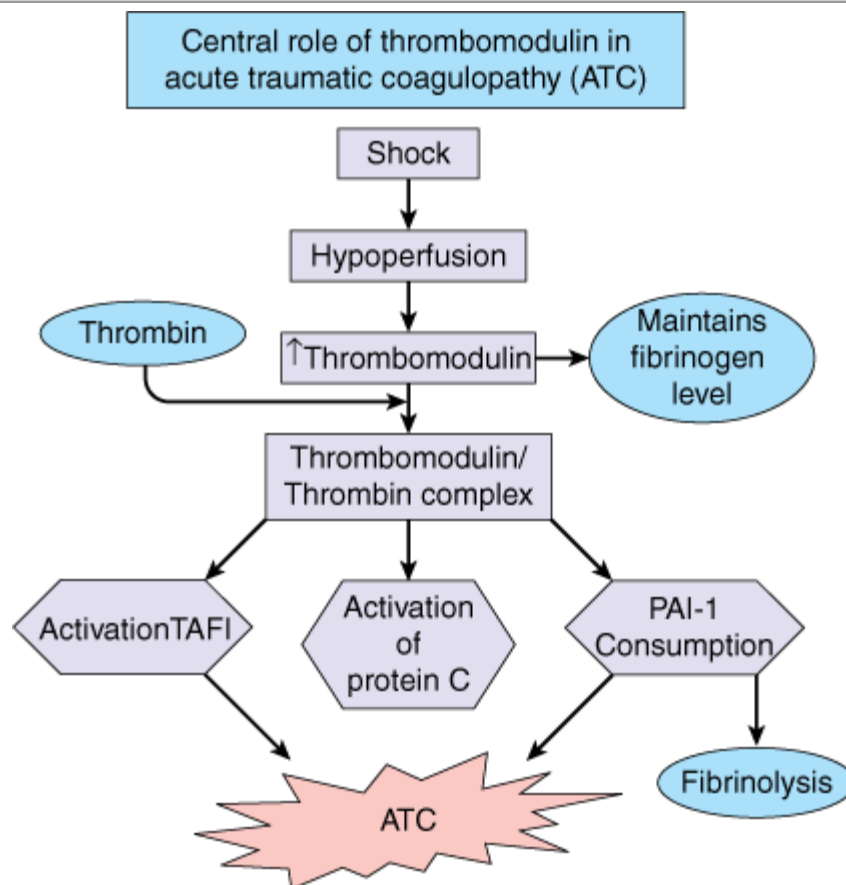 Central role of thrombomodulin in
acute traumatic coagulopathy (ATC)
Shock
Hypoperfusion
Thrombin
↑Thrombomodulin
Maintains
fibrinogen
level
Thrombomodulin/
Thrombin complex
ActivationTAFI
Activation
of
protein C
PAI-1
Consumption
Fibrinolysis
ATC